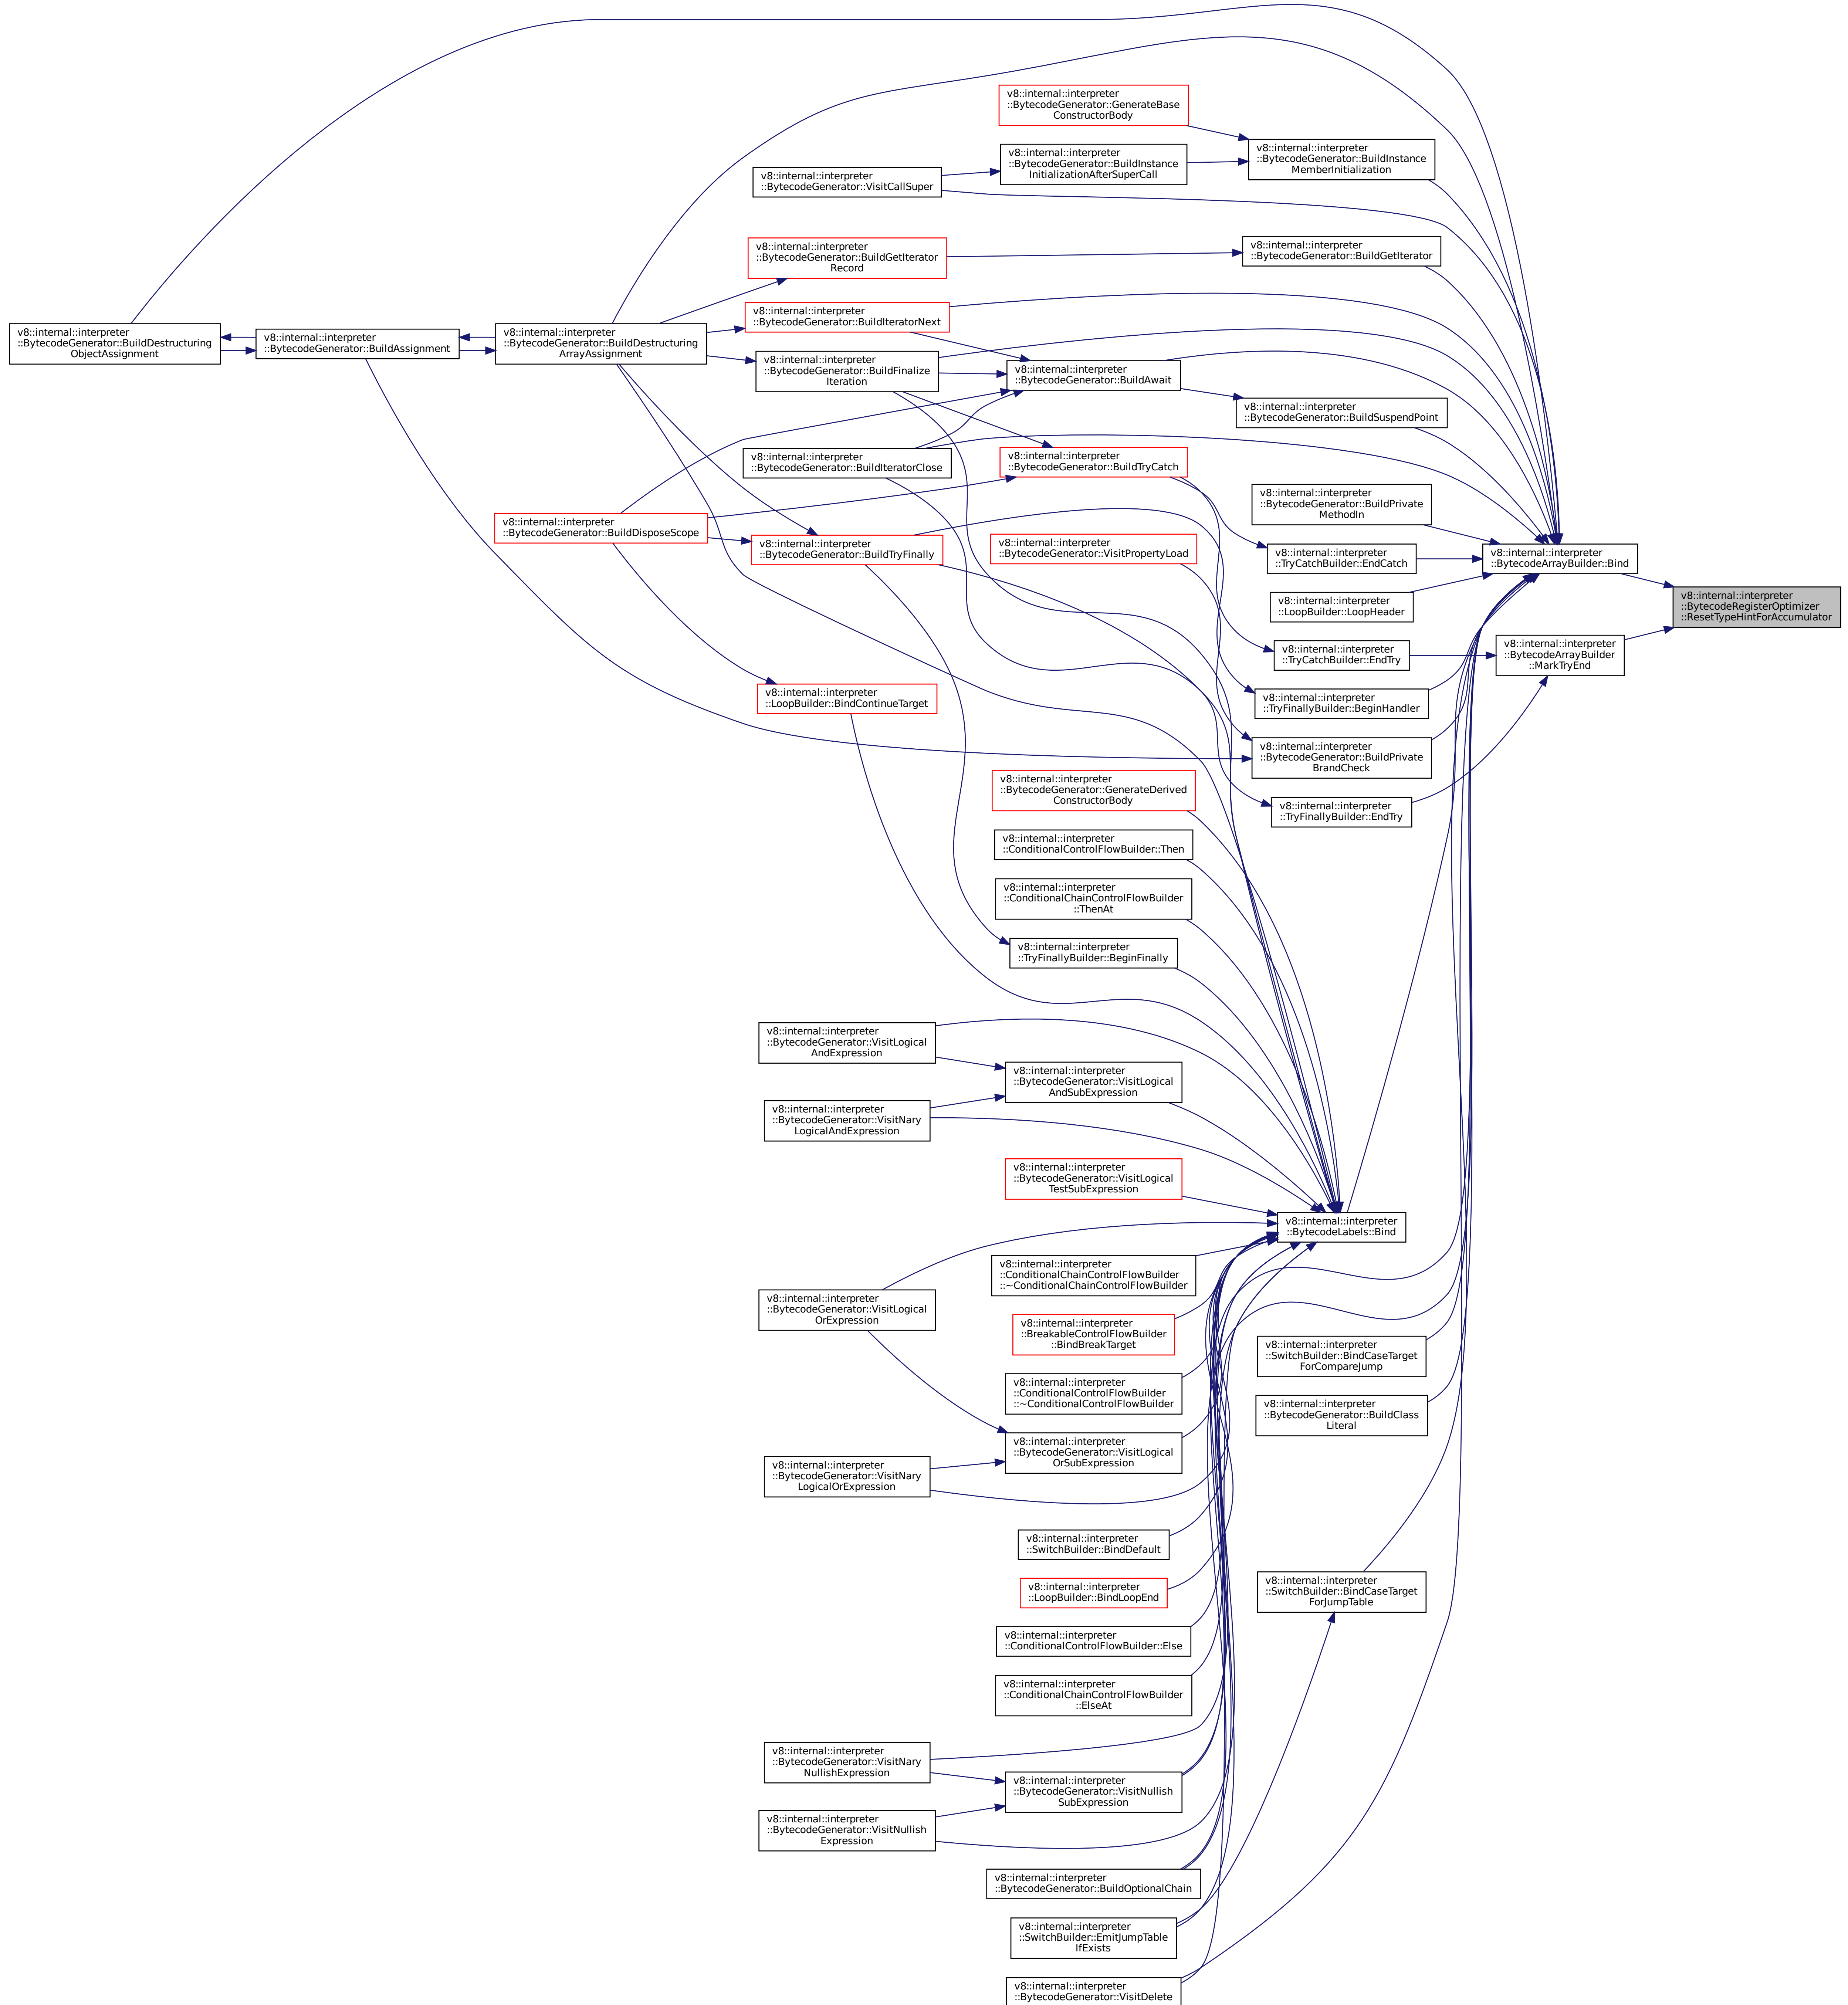 v8::internal::interpreter
::BytecodeGenerator::GenerateBase
ConstructorBody
v8::internal::interpreter
::BytecodeGenerator::BuildInstance
MemberInitialization
v8::internal::interpreter
::BytecodeGenerator::BuildInstance
InitializationAfterSuperCall
v8::internal::interpreter
::BytecodeGenerator::VisitCallSuper
v8::internal::interpreter
::BytecodeGenerator::BuildGetIterator
Record
v8::internal::interpreter
::BytecodeGenerator::BuildGetIterator
v8::internal::interpreter
::BytecodeGenerator::BuildIteratorNext
v8::internal::interpreter
::BytecodeGenerator::BuildDestructuring
ObjectAssignment
v8::internal::interpreter
::BytecodeGenerator::BuildAssignment
v8::internal::interpreter
::BytecodeGenerator::BuildDestructuring
ArrayAssignment
v8::internal::interpreter
::BytecodeGenerator::BuildFinalize
Iteration
v8::internal::interpreter
::BytecodeGenerator::BuildAwait
v8::internal::interpreter
::BytecodeGenerator::BuildSuspendPoint
v8::internal::interpreter
::BytecodeGenerator::BuildIteratorClose
v8::internal::interpreter
::BytecodeGenerator::BuildTryCatch
v8::internal::interpreter
::BytecodeGenerator::BuildPrivate
MethodIn
v8::internal::interpreter
::BytecodeGenerator::BuildDisposeScope
v8::internal::interpreter
::BytecodeGenerator::BuildTryFinally
v8::internal::interpreter
::BytecodeGenerator::VisitPropertyLoad
v8::internal::interpreter
::TryCatchBuilder::EndCatch
v8::internal::interpreter
::BytecodeArrayBuilder::Bind
v8::internal::interpreter
::LoopBuilder::LoopHeader
v8::internal::interpreter
::BytecodeRegisterOptimizer
::ResetTypeHintForAccumulator
v8::internal::interpreter
::TryCatchBuilder::EndTry
v8::internal::interpreter
::BytecodeArrayBuilder
::MarkTryEnd
v8::internal::interpreter
::LoopBuilder::BindContinueTarget
v8::internal::interpreter
::TryFinallyBuilder::BeginHandler
v8::internal::interpreter
::BytecodeGenerator::BuildPrivate
BrandCheck
v8::internal::interpreter
::BytecodeGenerator::GenerateDerived
ConstructorBody
v8::internal::interpreter
::TryFinallyBuilder::EndTry
v8::internal::interpreter
::ConditionalControlFlowBuilder::Then
v8::internal::interpreter
::ConditionalChainControlFlowBuilder
::ThenAt
v8::internal::interpreter
::TryFinallyBuilder::BeginFinally
v8::internal::interpreter
::BytecodeGenerator::VisitLogical
AndExpression
v8::internal::interpreter
::BytecodeGenerator::VisitLogical
AndSubExpression
v8::internal::interpreter
::BytecodeGenerator::VisitNary
LogicalAndExpression
v8::internal::interpreter
::BytecodeGenerator::VisitLogical
TestSubExpression
v8::internal::interpreter
::BytecodeLabels::Bind
v8::internal::interpreter
::ConditionalChainControlFlowBuilder
::~ConditionalChainControlFlowBuilder
v8::internal::interpreter
::BytecodeGenerator::VisitLogical
OrExpression
v8::internal::interpreter
::BreakableControlFlowBuilder
::BindBreakTarget
v8::internal::interpreter
::SwitchBuilder::BindCaseTarget
ForCompareJump
v8::internal::interpreter
::ConditionalControlFlowBuilder
::~ConditionalControlFlowBuilder
v8::internal::interpreter
::BytecodeGenerator::BuildClass
Literal
v8::internal::interpreter
::BytecodeGenerator::VisitLogical
OrSubExpression
v8::internal::interpreter
::BytecodeGenerator::VisitNary
LogicalOrExpression
v8::internal::interpreter
::SwitchBuilder::BindDefault
v8::internal::interpreter
::LoopBuilder::BindLoopEnd
v8::internal::interpreter
::SwitchBuilder::BindCaseTarget
ForJumpTable
v8::internal::interpreter
::ConditionalControlFlowBuilder::Else
v8::internal::interpreter
::ConditionalChainControlFlowBuilder
::ElseAt
v8::internal::interpreter
::BytecodeGenerator::VisitNary
NullishExpression
v8::internal::interpreter
::BytecodeGenerator::VisitNullish
SubExpression
v8::internal::interpreter
::BytecodeGenerator::VisitNullish
Expression
v8::internal::interpreter
::BytecodeGenerator::BuildOptionalChain
v8::internal::interpreter
::SwitchBuilder::EmitJumpTable
IfExists
v8::internal::interpreter
::BytecodeGenerator::VisitDelete